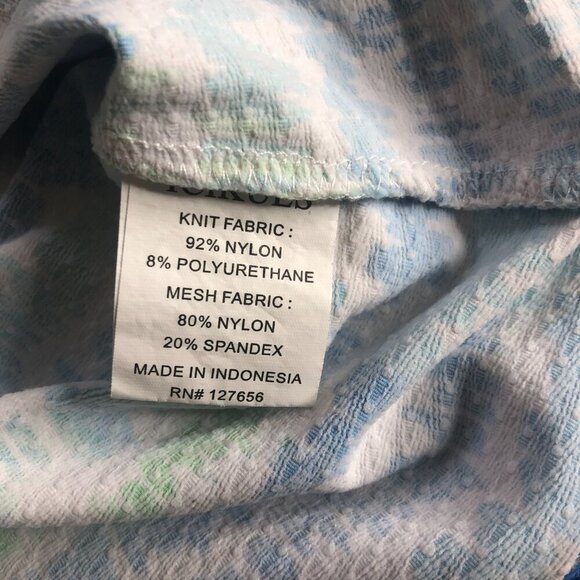 KNIT FABRIC :
92% NYLON
8% POLYURETHANE
MESH FABRIC :
80% NYLON
20% SPANDEX
MADE IN INDONESIA
RN# 127656